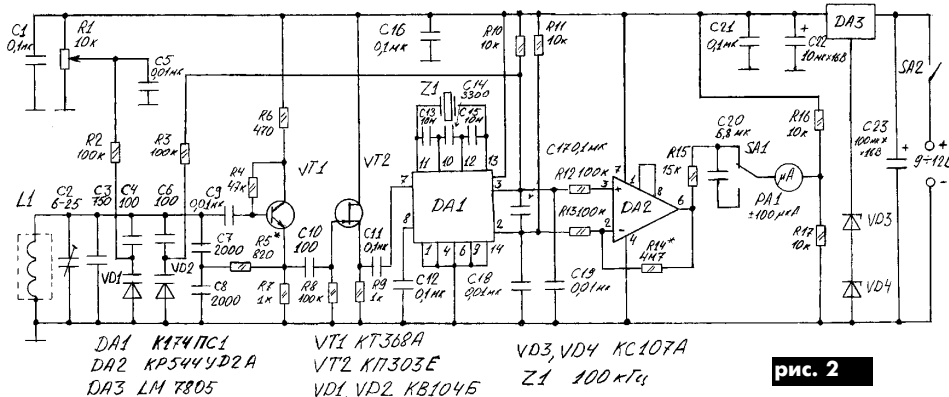 C1
0,1мк
R1
10к
C5
0,01мк
R2
100к
R3
100к
R6
470
R4
47к
VT1
VT2
C16
0,1мк
Z1
C14
3300
C13
10н
C15
10н
R10
10к
R11
10к
C21
0,1мк
C22
10мк×16В
DA3
SA2
L1
C2
6-25
C3
750
C4
100
C6
100
C9
0,01мк
C7
2000
C8
2000
R5*
820
R7
1к
C10
100
R8
100к
C11
0,1мк
R9
1к
VD1
VD2
11
10
12
13
7
8
DA1
3
2
1
4
6
9
14
C12
0,1мк
C18
0,01мк
C17 0,1мк
R12 100к
R13 100к
3
2
7
1
8
DA2
6
4
R14*
4М7
C19
0,01мк
R15
15к
C20
6,8мк
SA1
μA
PA1
±100мкА
R16
10к
R17
10к
C23
100мк×16В
9÷12В
VD3
VD4
DA1 К174ПС1
DA2 КР544УД2А
DA3 LM 7805
VT1 КТ368А
VT2 КП303Е
VD1, VD2 КВ104Б
VD3, VD4 КС107А
Z1 100 кГц
рис. 2